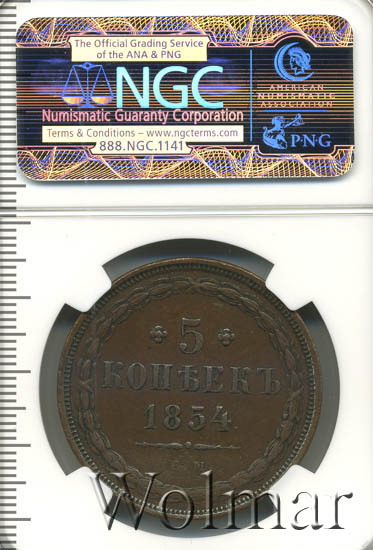 The Official Grading Service
of the ANA & PNG
NGC
Numismatic Guaranty Corporation
Terms & Conditions – www.ngcterms.com
888.NGC.1141
AMERICAN
NUMISMATIC
ASSOCIATION
P·N·G
5
КОПѢЕКЪ
1854.
Wolmar